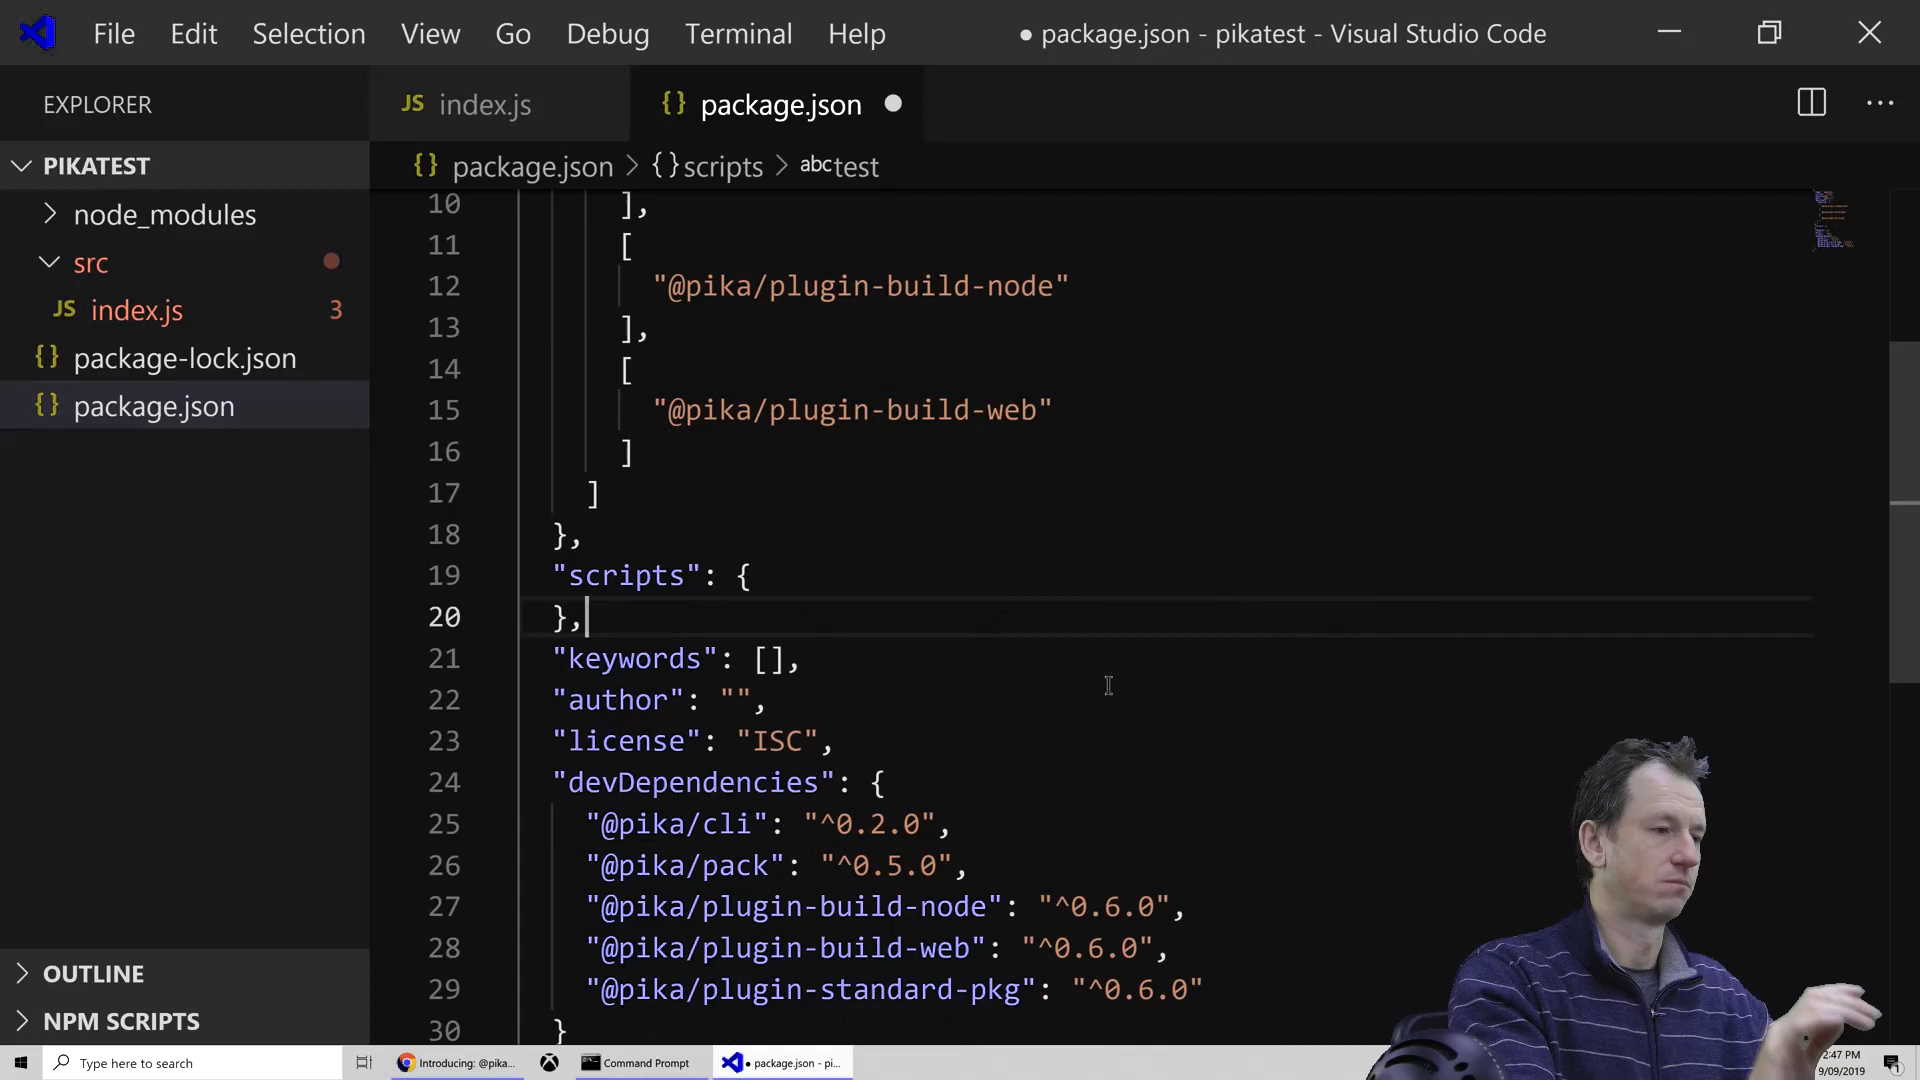 File Edit Selection View Go Debug Terminal Help ● package.json - pikatest - Visual Studio Code
EXPLORER
JS index.js
{} package.json
PIKATEST
{} package.json > {} scripts > abc test
node_modules
src
JS index.js 3
{} package-lock.json
{} package.json
10 ],
11 [
12 "@pika/plugin-build-node"
13 ],
14 [
15 "@pika/plugin-build-web"
16 ]
17 ]
18 },
19 "scripts": {
20 },
21 "keywords": [],
22 "author": "",
23 "license": "ISC",
24 "devDependencies": {
25 "@pika/cli": "^0.2.0",
26 "@pika/pack": "^0.5.0",
27 "@pika/plugin-build-node": "^0.6.0",
28 "@pika/plugin-build-web": "^0.6.0",
29 "@pika/plugin-standard-pkg": "^0.6.0"
30 }
OUTLINE
NPM SCRIPTS
Type here to search
Introducing: @pika...
Command Prompt
● package.json - pi...
2:47 PM
9/09/2019
1